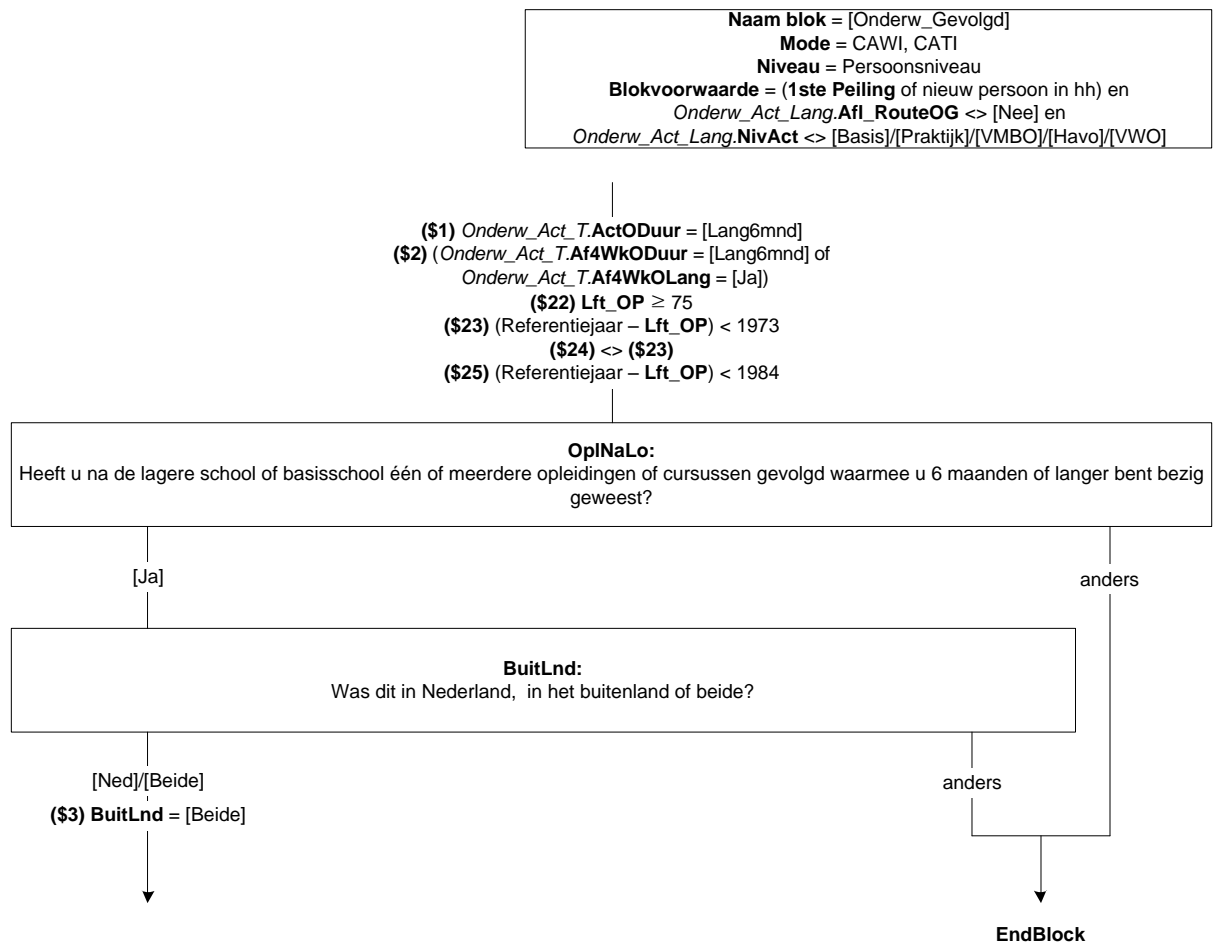 Naam blok = [Onderw_Gevolgd]
Mode = CAWI, CATI
Niveau = Persoonsniveau
Blokvoorwaarde = (1ste Peiling of nieuw persoon in hh) en
Onderw_Act_Lang.Afl_RouteOG <> [Nee] en
Onderw_Act_Lang.NivAct <> [Basis]/[Praktijk]/[VMBO]/[Havo]/[VWO]
($1) Onderw_Act_T.ActODuur = [Lang6mnd]
($2) (Onderw_Act_T.Af4WkODuur = [Lang6mnd] of
Onderw_Act_T.Af4WkOLang = [Ja])
($22) Lft_OP ≥ 75
($23) (Referentiejaar – Lft_OP) < 1973
($24) <> ($23)
($25) (Referentiejaar – Lft_OP) < 1984
OplNaLo:
Heeft u na de lagere school of basisschool één of meerdere opleidingen of cursussen gevolgd waarmee u 6 maanden of langer bent bezig
geweest?
[Ja]
anders
BuitLnd:
Was dit in Nederland, in het buitenland of beide?
[Ned]/[Beide]
anders
($3) BuitLnd = [Beide]
EndBlock